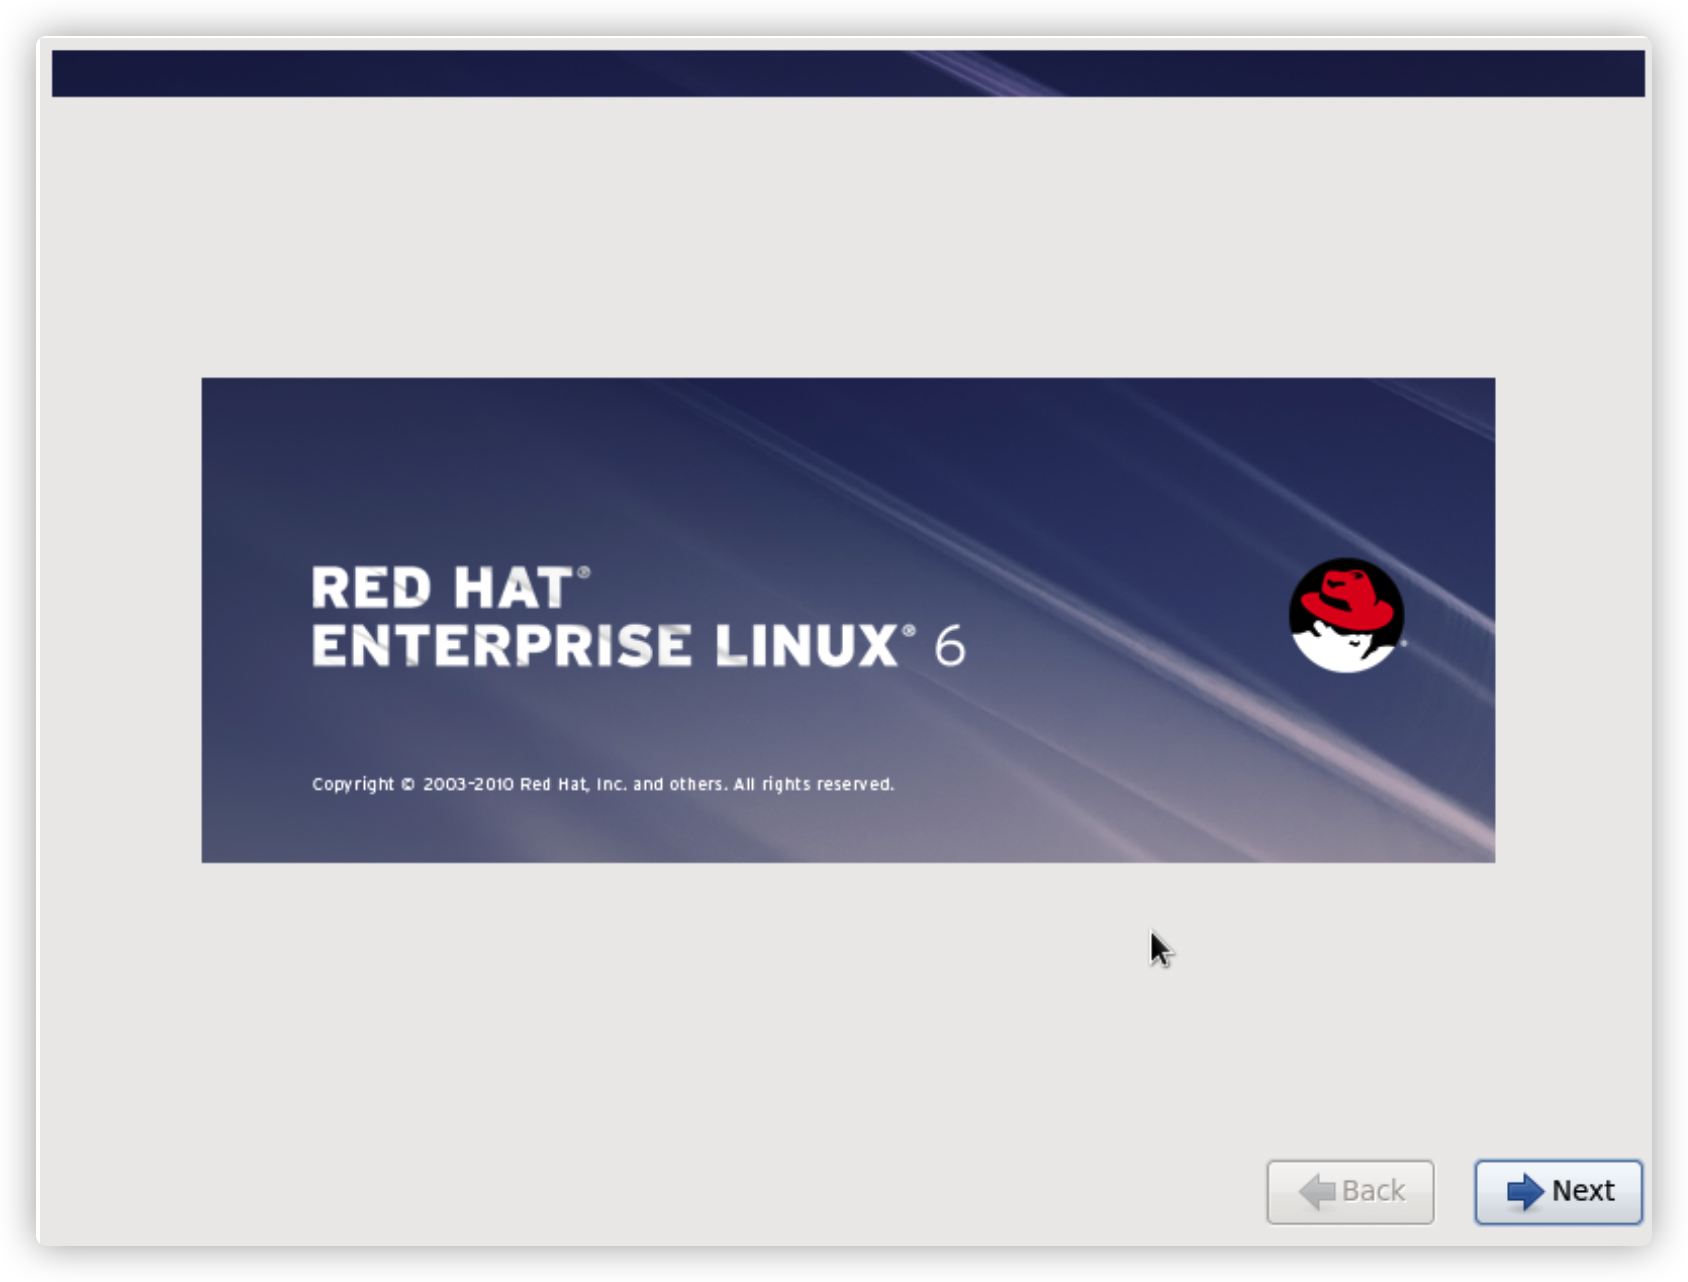 RED HAT®
ENTERPRISE LINUX® 6
Copyright © 2003-2010 Red Hat, Inc. and others. All rights reserved.
Back
Next